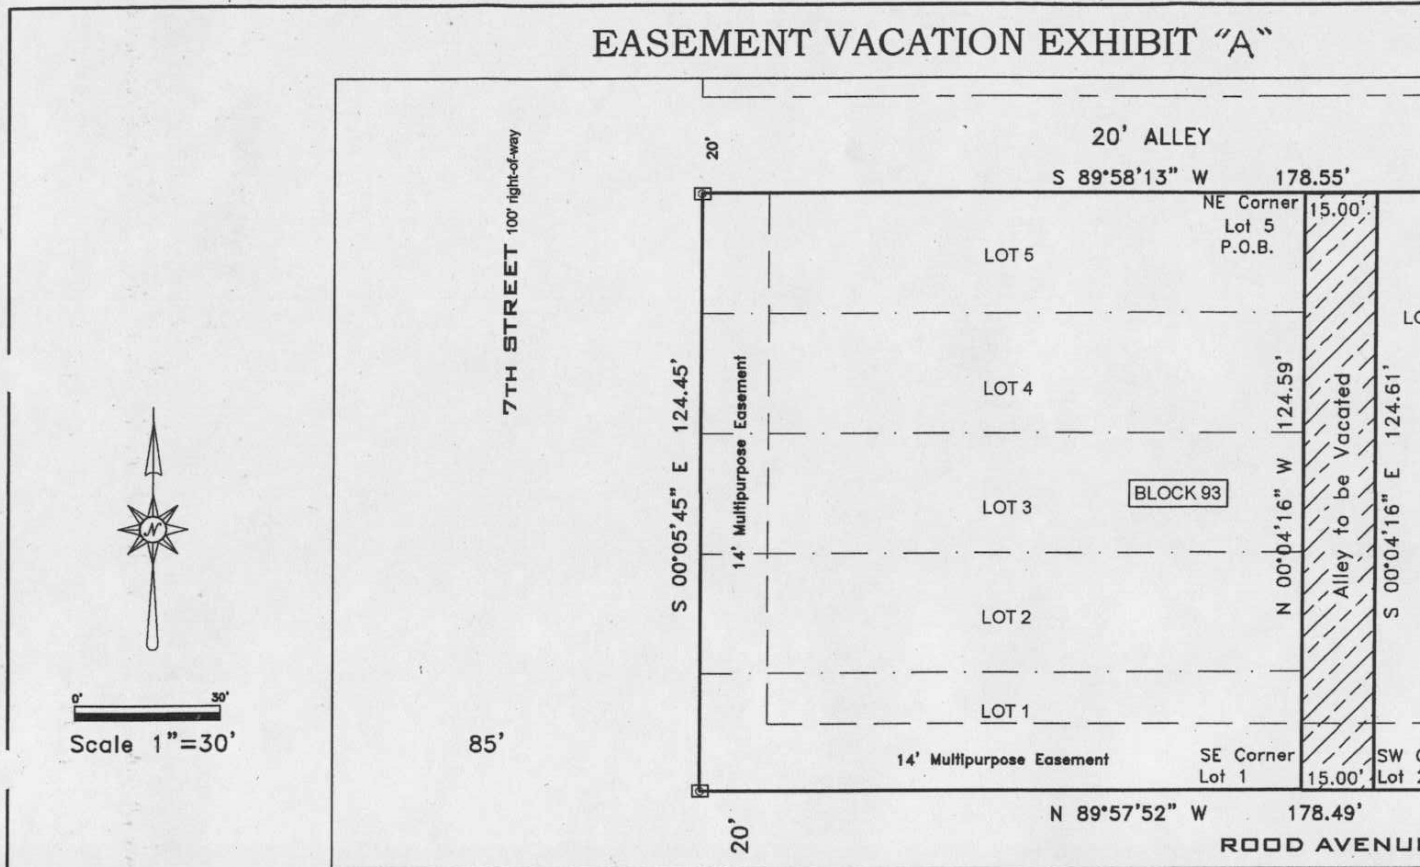 EASEMENT VACATION EXHIBIT "A"
20' ALLEY
20'
S 89°58'13" W 178.55'
7TH STREET 100' right-of-way
NE Corner
Lot 5
P.O.B.
15.00'
LOT 5
LOT 4
LOT 3
LOT 2
LOT 1
BLOCK 93
S 00°05'45" E 124.45'
14' Multipurpose Easement
N 00°04'16" W 124.59'
Alley to be Vacated
S 00°04'16" E 124.61'
N
0' 30'
Scale 1"=30'
85'
14' Multipurpose Easement
SE Corner
Lot 1
15.00'
SW
Lot
20'
N 89°57'52" W 178.49'
ROOD AVENU